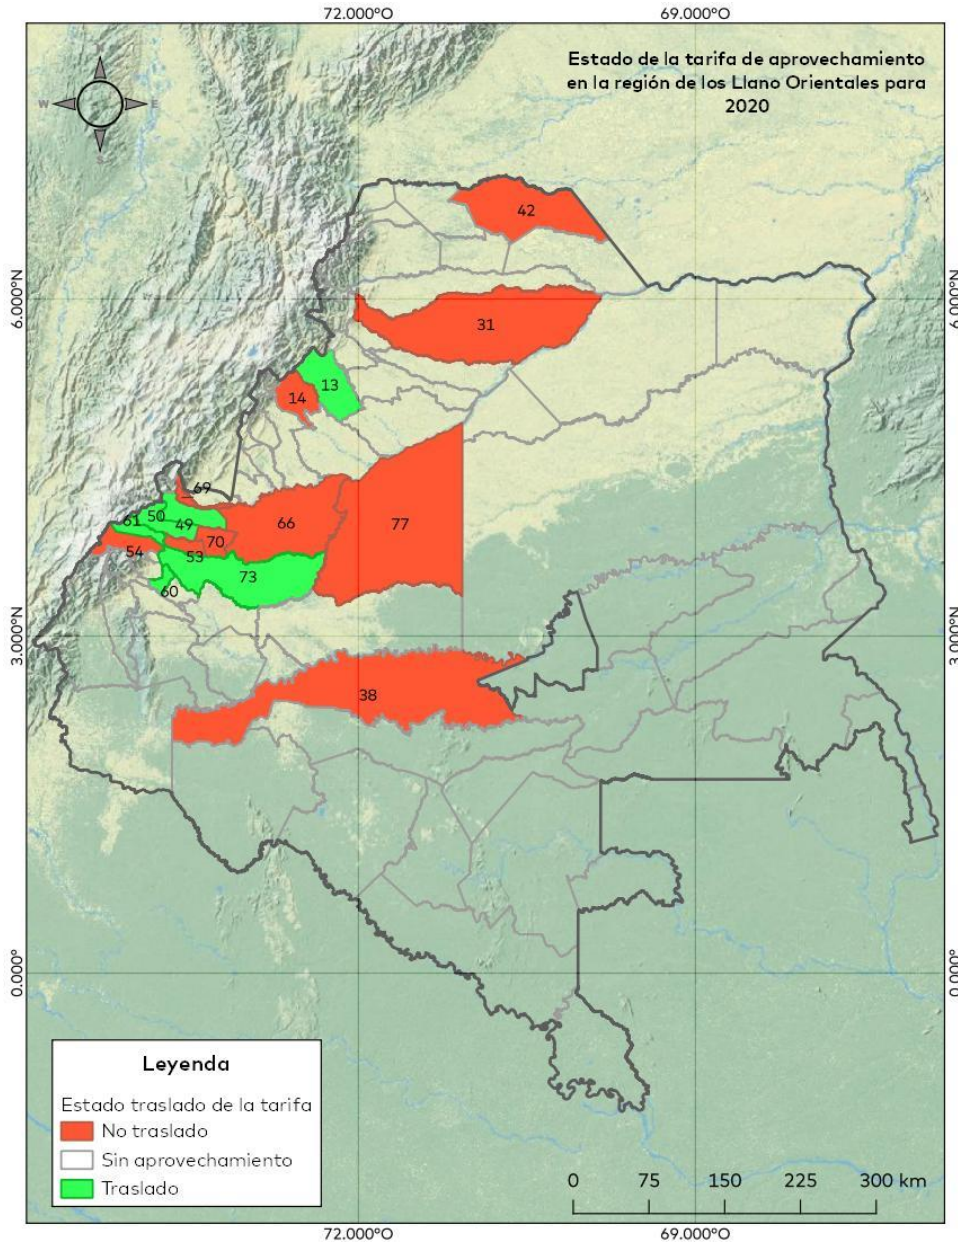 72.000°O 69.000°O
Estado de la tarifa de aprovechamiento
en la región de los Llano Orientales para
2020
W E
S
42
6.000°N 6.000°N
31
13
14
69
50
61 49
66
77
70
54 53
73
60
3.000°N 3.000°N
38
0.000° 0.000°
Leyenda
Estado traslado de la tarifa
No traslado
Sin aprovechamiento
Traslado
0 75 150 225 300 km
72.000°O 69.000°O